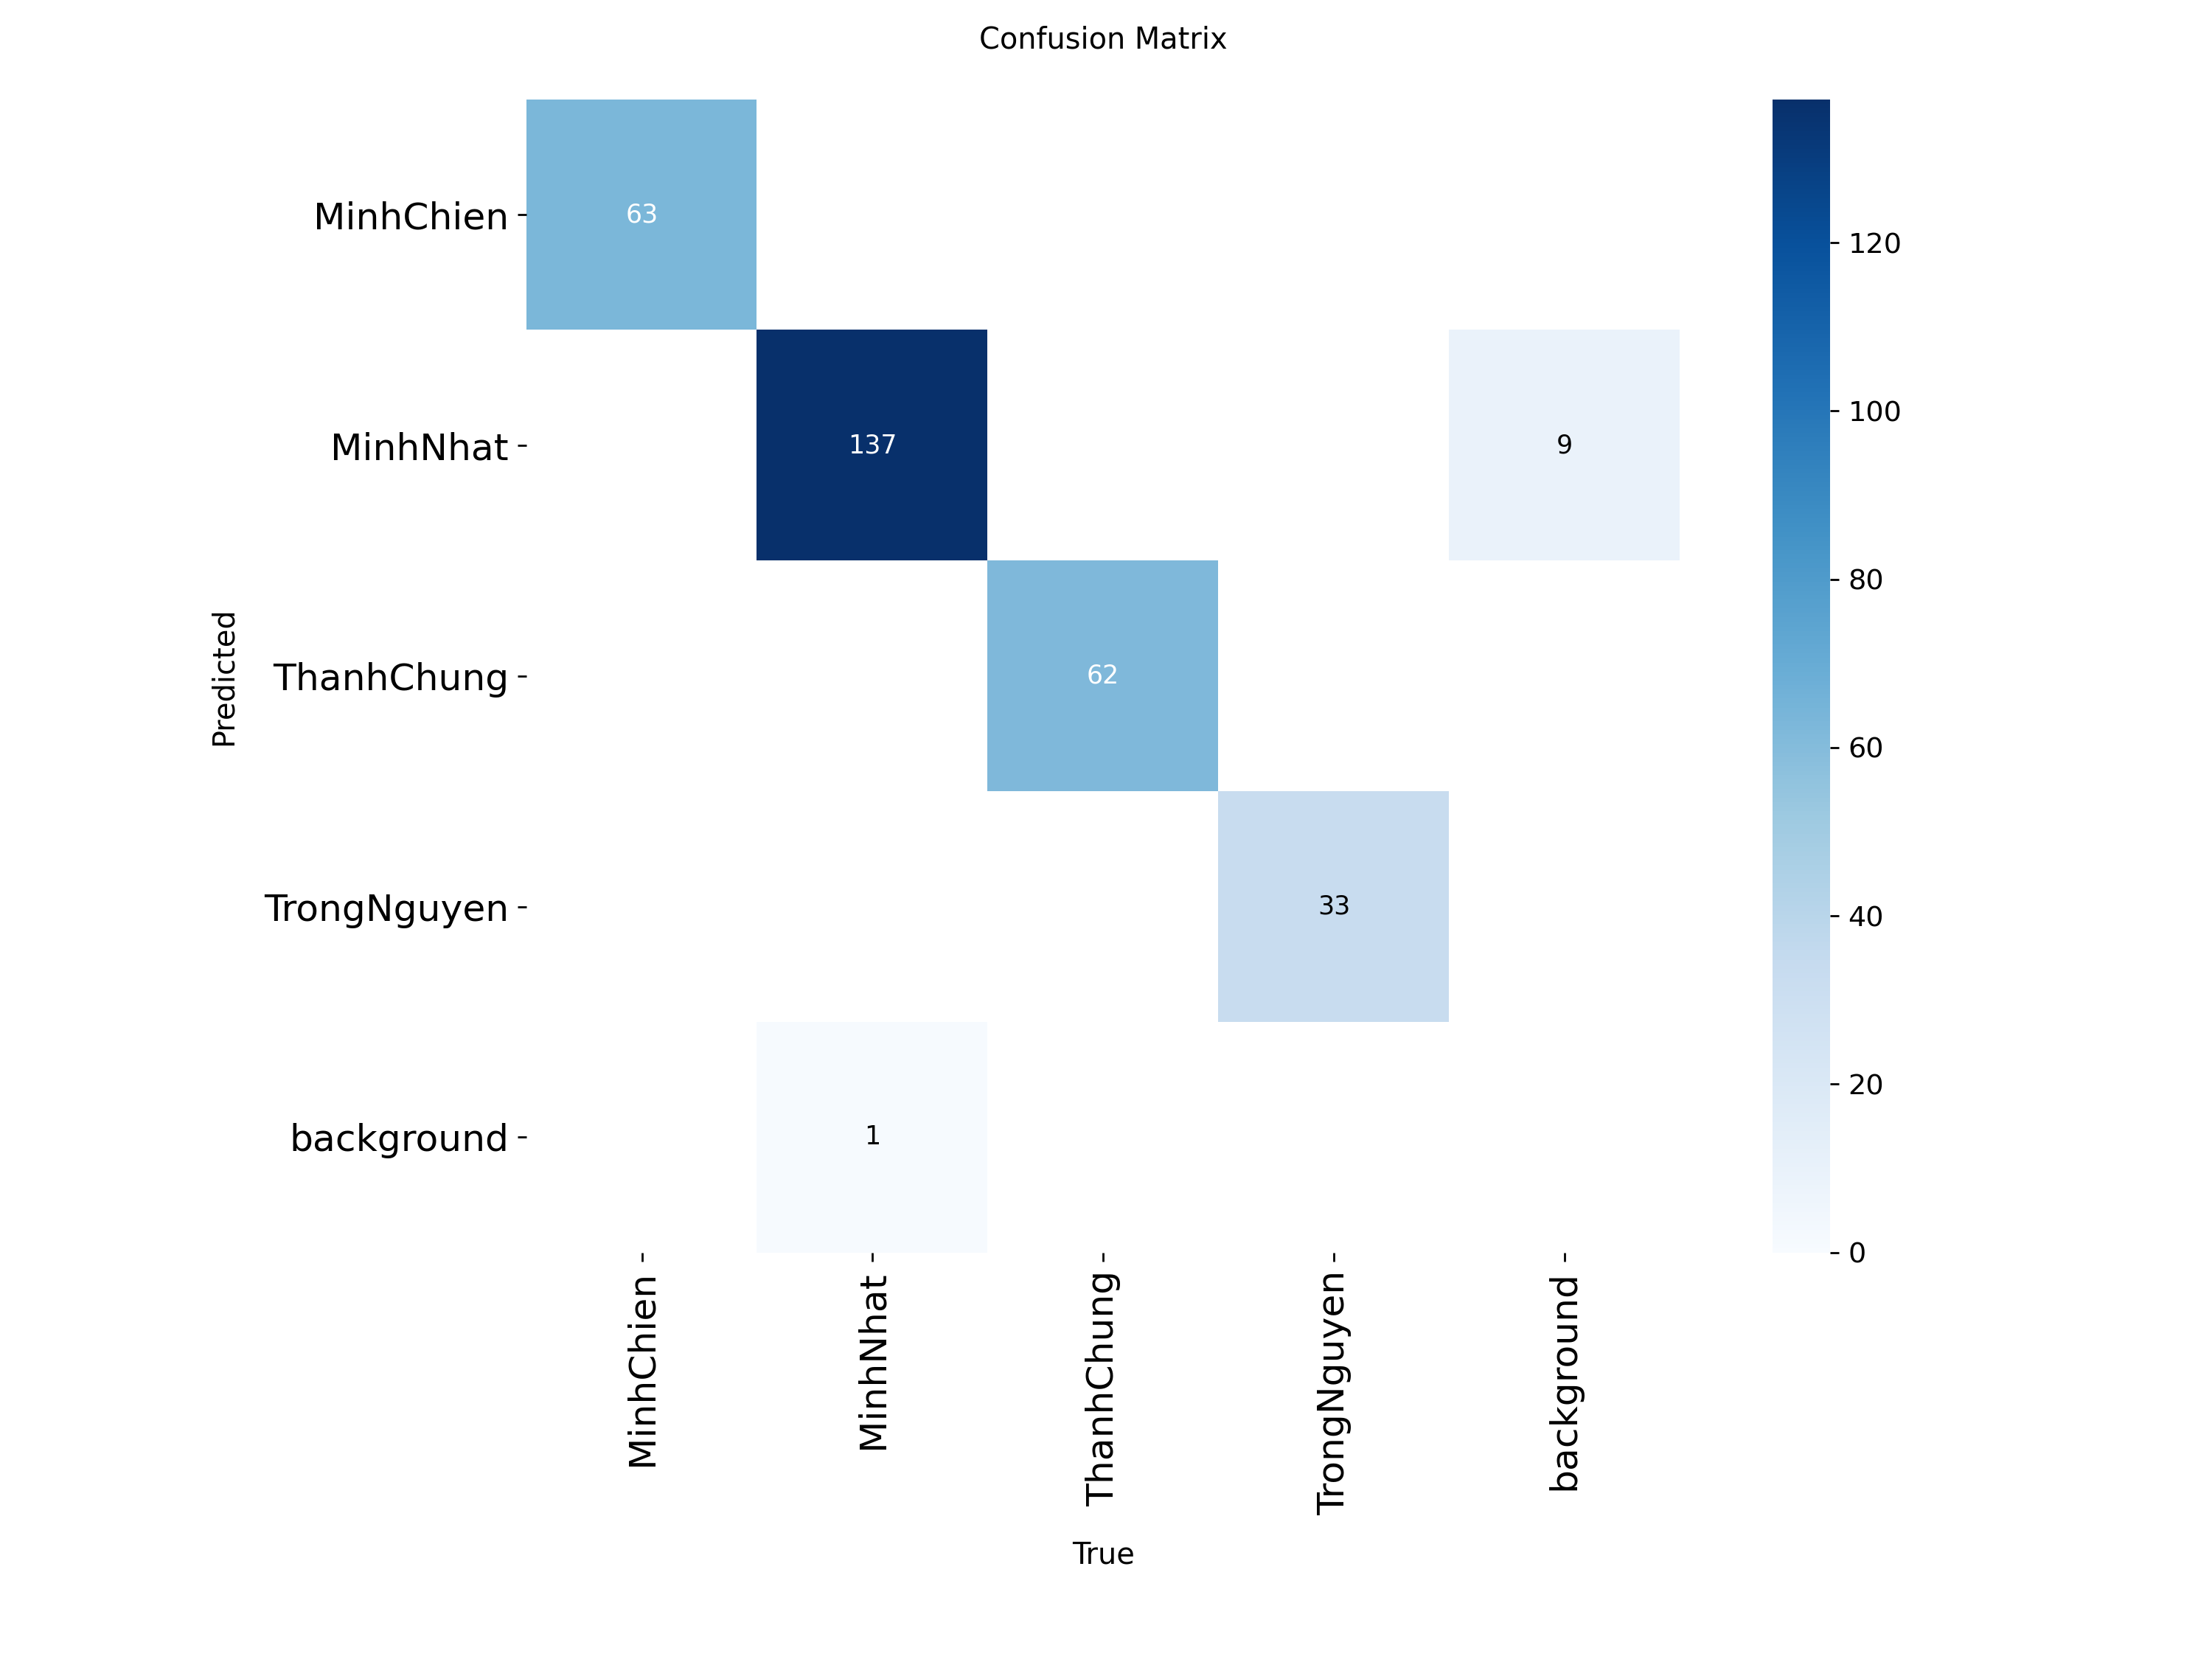 Confusion Matrix
MinhChien
63
120
MinhNhat
137
9
100
80
Predicted
ThanhChung
62
60
TrongNguyen
33
40
20
background
1
0
MinhChien
MinhNhat
ThanhChung
TrongNguyen
background
True